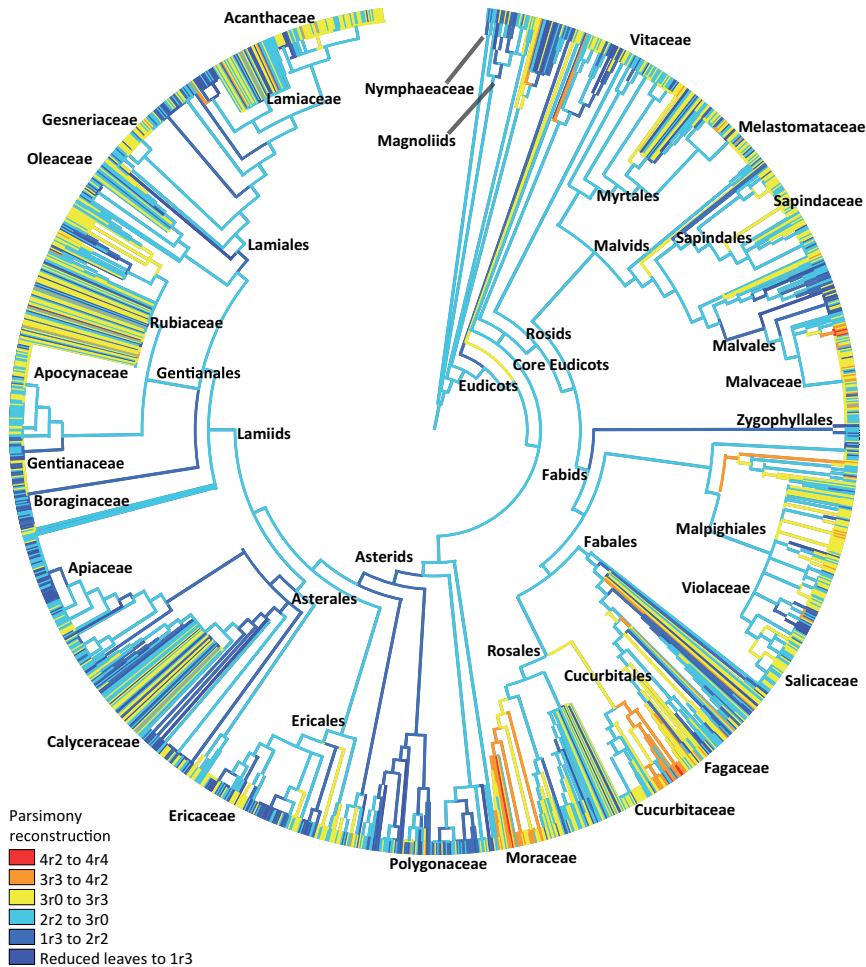 Acanthaceae
Vitaceae
Nymphaeaceae
Lamiaceae
Gesneriaceae
Magnoliids
Melastomataceae
Oleaceae
Myrtales
Sapindaceae
Sapindales
Lamiales
Malvids
Rubiaceae
Rosids
Malvales
Core Eudicots
Apocynaceae
Gentianales
Eudicots
Malvaceae
Zygophyllales
Lamiids
Gentianaceae
Fabids
Boraginaceae
Malpighiales
Fabales
Asterids
Apiaceae
Violaceae
Asterales
Rosales
Cucurbitales
Salicaceae
Ericales
Calyceraceae
Fagaceae
Cucurbitaceae
Ericaceae
Polygonaceae
Moraceae
Parsimony
reconstruction
4r2 to 4r4
3r3 to 4r2
3r0 to 3r3
2r2 to 3r0
1r3 to 2r2
Reduced leaves to 1r3